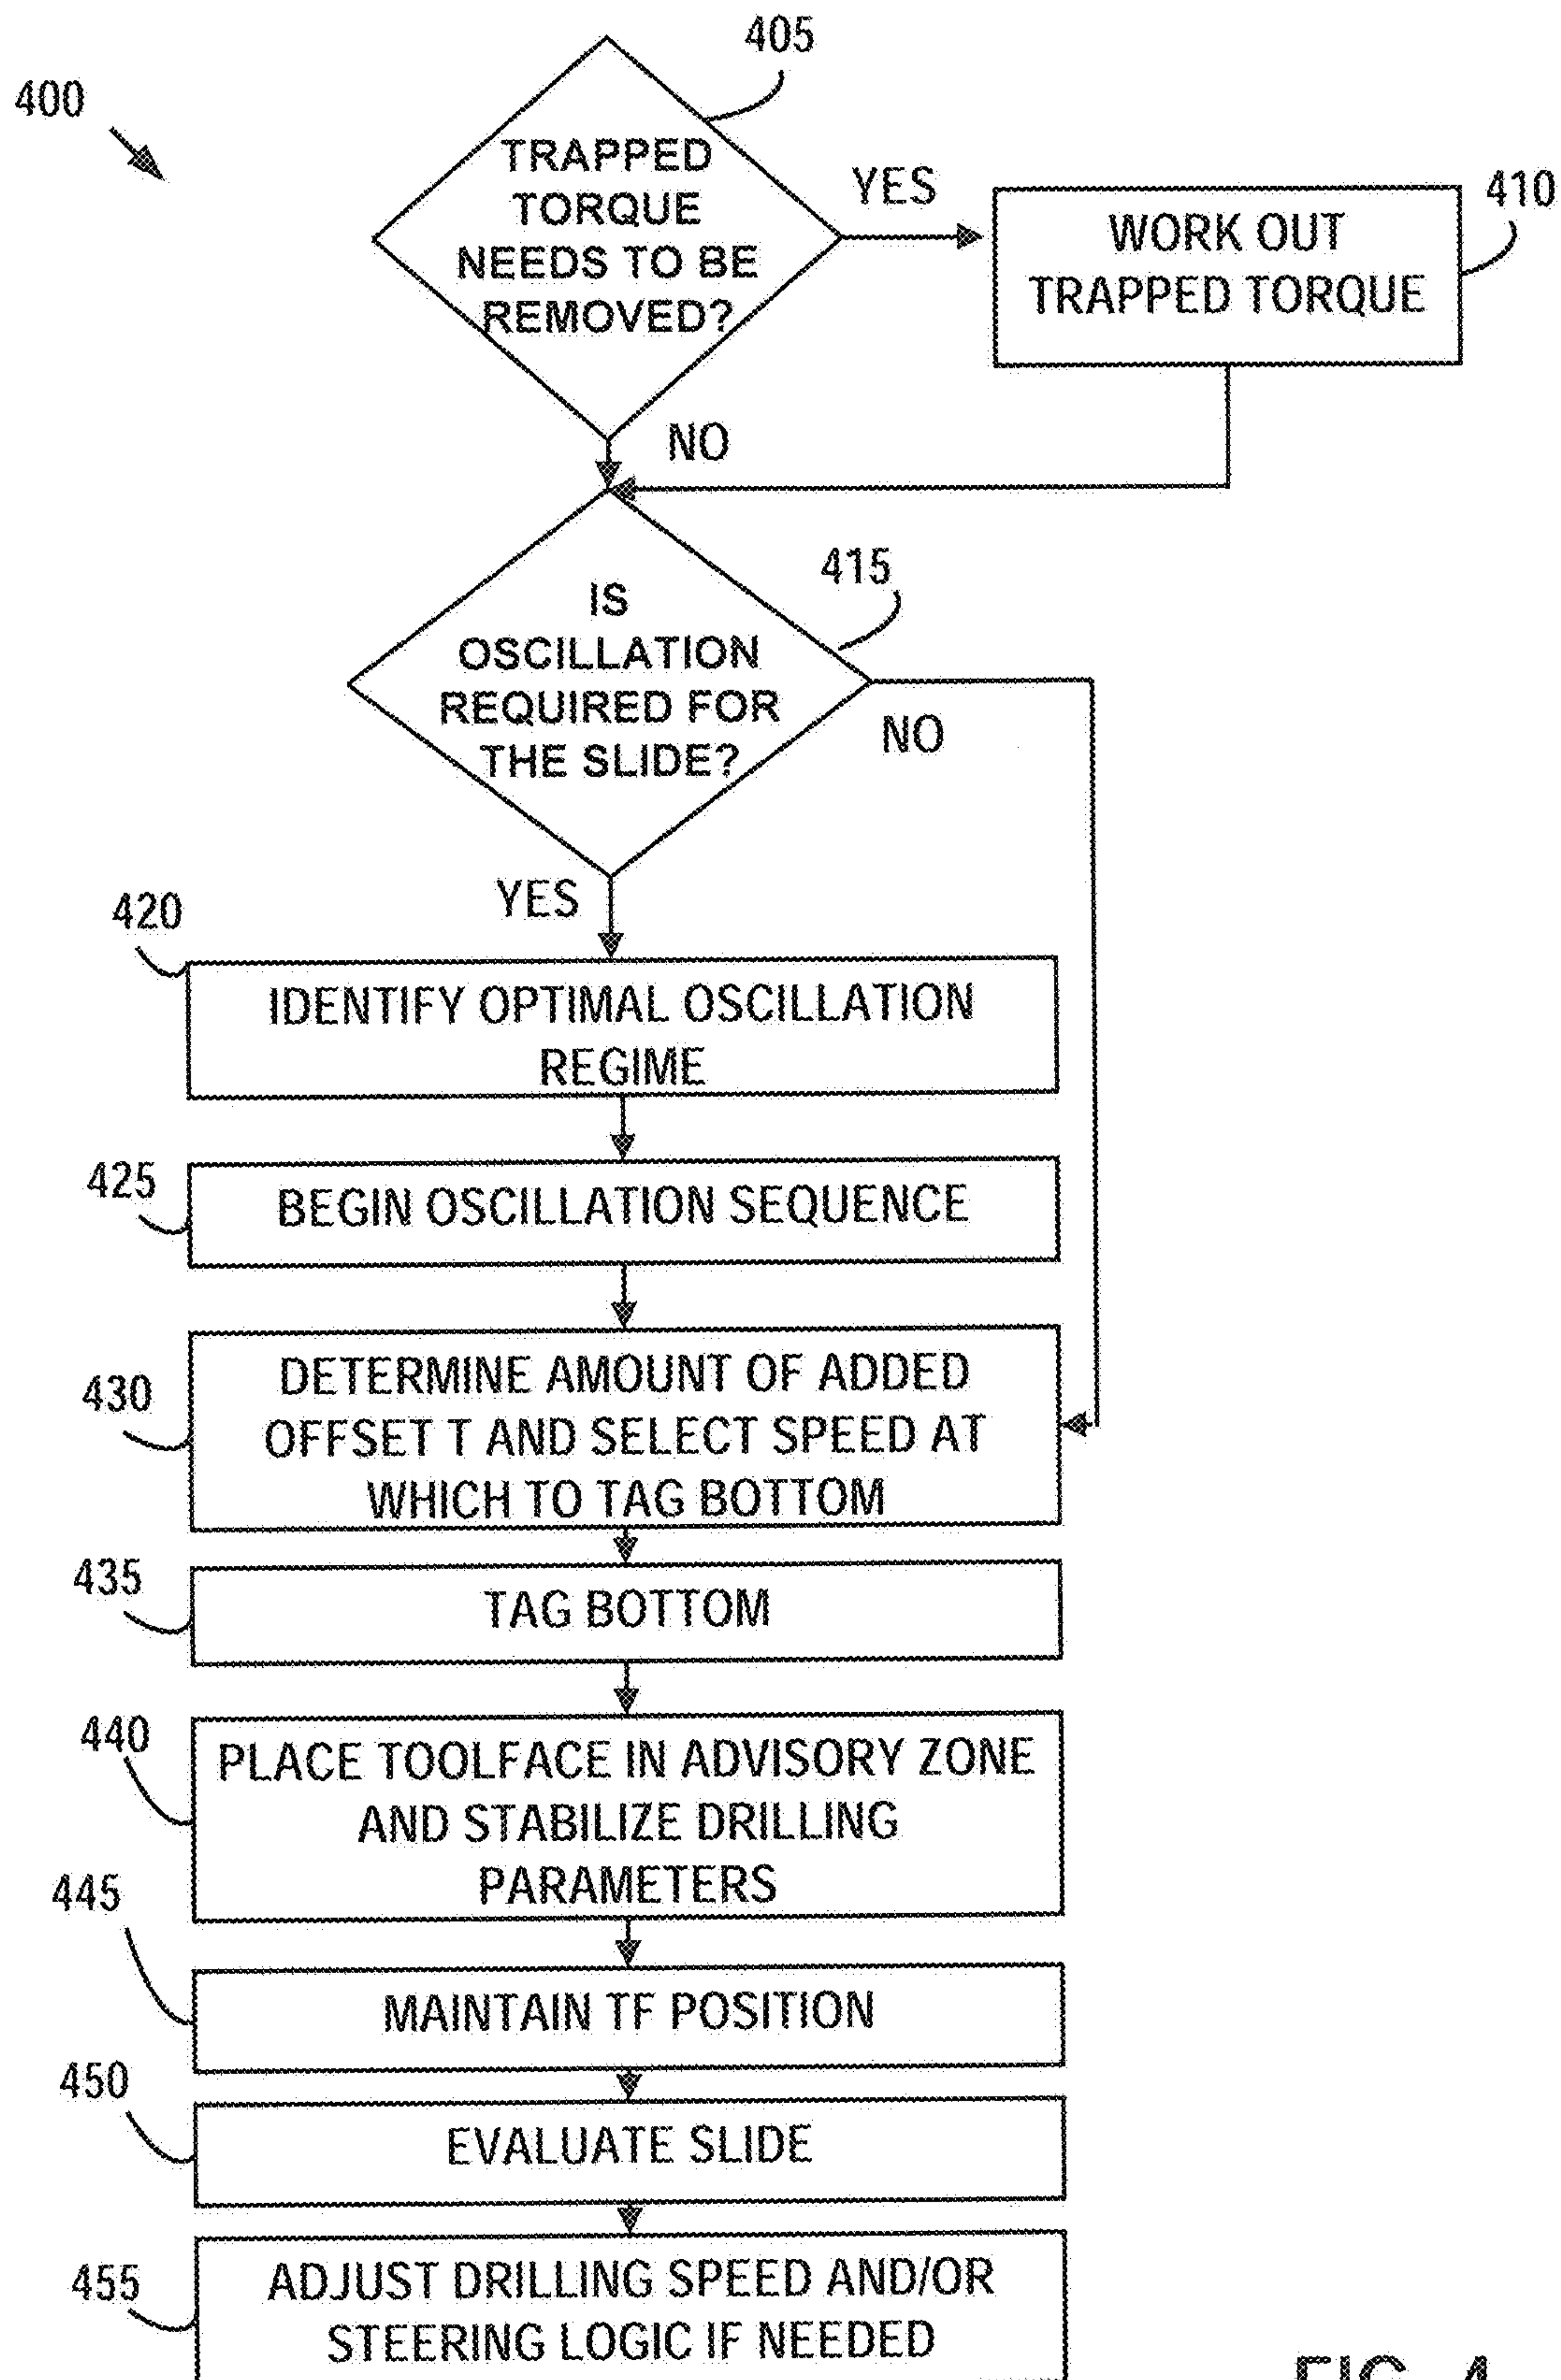 400
405
TRAPPED
TORQUE
NEEDS TO BE
REMOVED?
YES
410
WORK OUT
TRAPPED TORQUE
NO
415
IS
OSCILLATION
REQUIRED FOR
THE SLIDE?
NO
YES
420
IDENTIFY OPTIMAL OSCILLATION
REGIME
425
BEGIN OSCILLATION SEQUENCE
430
DETERMINE AMOUNT OF ADDED
OFFSET T AND SELECT SPEED AT
WHICH TO TAG BOTTOM
435
TAG BOTTOM
440
PLACE TOOLFACE IN ADVISORY ZONE
AND STABILIZE DRILLING
PARAMETERS
445
MAINTAIN TF POSITION
450
EVALUATE SLIDE
455
ADJUST DRILLING SPEED AND/OR
STEERING LOGIC IF NEEDED
FIG. 4